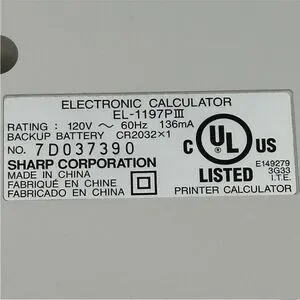 ELECTRONIC CALCULATOR
EL-1197PIII
RATING : 120V ~ 60Hz 136mA
BACKUP BATTERY CR2032×1
NO. 7D037390
SHARP CORPORATION
MADE IN CHINA
FABRIQUÉ EN CHINE
FABRICADO EN CHINA
C UL US
®
LISTED
E149279
3G33
I.T.E.
PRINTER CALCULATOR